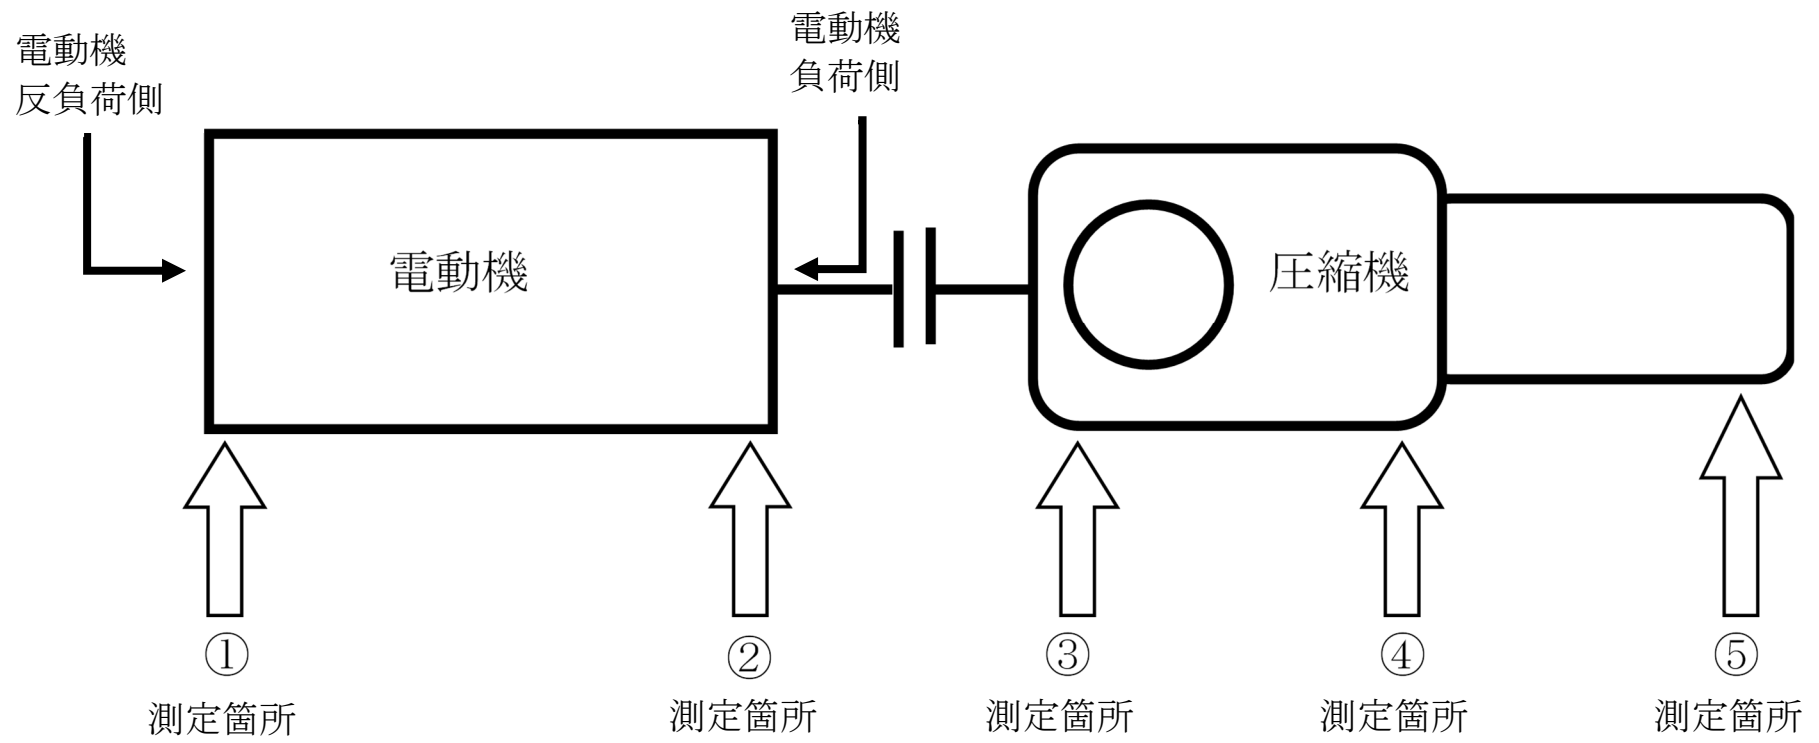 電動機
反負荷側
電動機
負荷側
電動機
圧縮機
①
測定箇所
②
測定箇所
③
測定箇所
④
測定箇所
⑤
測定箇所